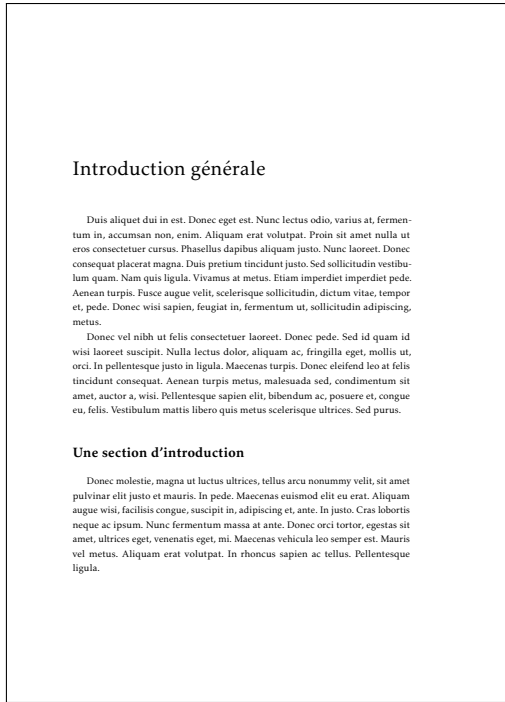 Introduction générale
Duis aliquet dui in est. Donec eget est. Nunc lectus odio, varius at, fermen-
tum in, accumsan non, enim. Aliquam erat volutpat. Proin sit amet nulla ut
eros consectetuer cursus. Phasellus dapibus aliquam justo. Nunc laoreet. Donec
consequat placerat magna. Duis pretium tincidunt justo. Sed sollicitudin vestibu-
lum quam. Nam quis ligula. Vivamus at metus. Etiam imperdiet imperdiet pede.
Aenean turpis. Fusce augue velit, scelerisque sollicitudin, dictum vitae, tempor
et, pede. Donec wisi sapien, feugiat in, fermentum ut, sollicitudin adipiscing,
metus.
Donec vel nibh ut felis consectetuer laoreet. Donec pede. Sed id quam id
wisi laoreet suscipit. Nulla lectus dolor, aliquam ac, fringilla eget, mollis ut,
orci. In pellentesque justo in ligula. Maecenas turpis. Donec eleifend leo at felis
tincidunt consequat. Aenean turpis metus, malesuada sed, condimentum sit
amet, auctor a, wisi. Pellentesque sapien elit, bibendum ac, posuere et, congue
eu, felis. Vestibulum mattis libero quis metus scelerisque ultrices. Sed purus.
Une section d’introduction
Donec molestie, magna ut luctus ultrices, tellus arcu nonummy velit, sit amet
pulvinar elit justo et mauris. In pede. Maecenas euismod elit eu erat. Aliquam
augue wisi, facilisis congue, suscipit in, adipiscing et, ante. In justo. Cras lobortis
neque ac ipsum. Nunc fermentum massa at ante. Donec orci tortor, egestas sit
amet, ultrices eget, venenatis eget, mi. Maecenas vehicula leo semper est. Mauris
vel metus. Aliquam erat volutpat. In rhoncus sapien ac tellus. Pellentesque
ligula.